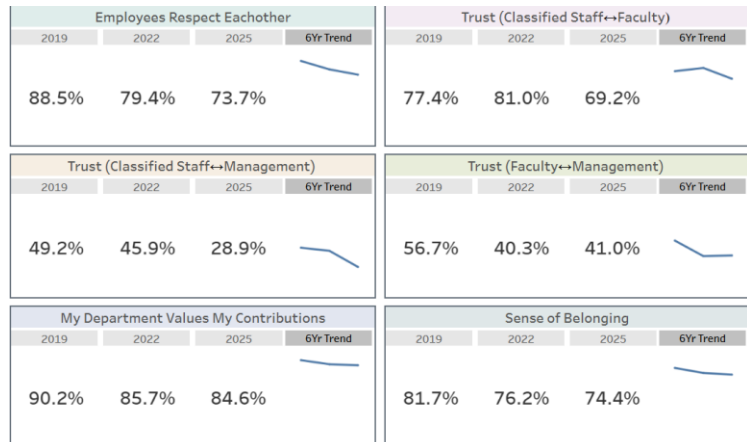 Employees Respect Eachother
2019 2022 2025 6Yr Trend
88.5% 79.4% 73.7%
Trust (Classified Staff↔Faculty)
2019 2022 2025 6Yr Trend
77.4% 81.0% 69.2%
Trust (Classified Staff↔Management)
2019 2022 2025 6Yr Trend
49.2% 45.9% 28.9%
Trust (Faculty↔Management)
2019 2022 2025 6Yr Trend
56.7% 40.3% 41.0%
My Department Values My Contributions
2019 2022 2025 6Yr Trend
90.2% 85.7% 84.6%
Sense of Belonging
2019 2022 2025 6Yr Trend
81.7% 76.2% 74.4%